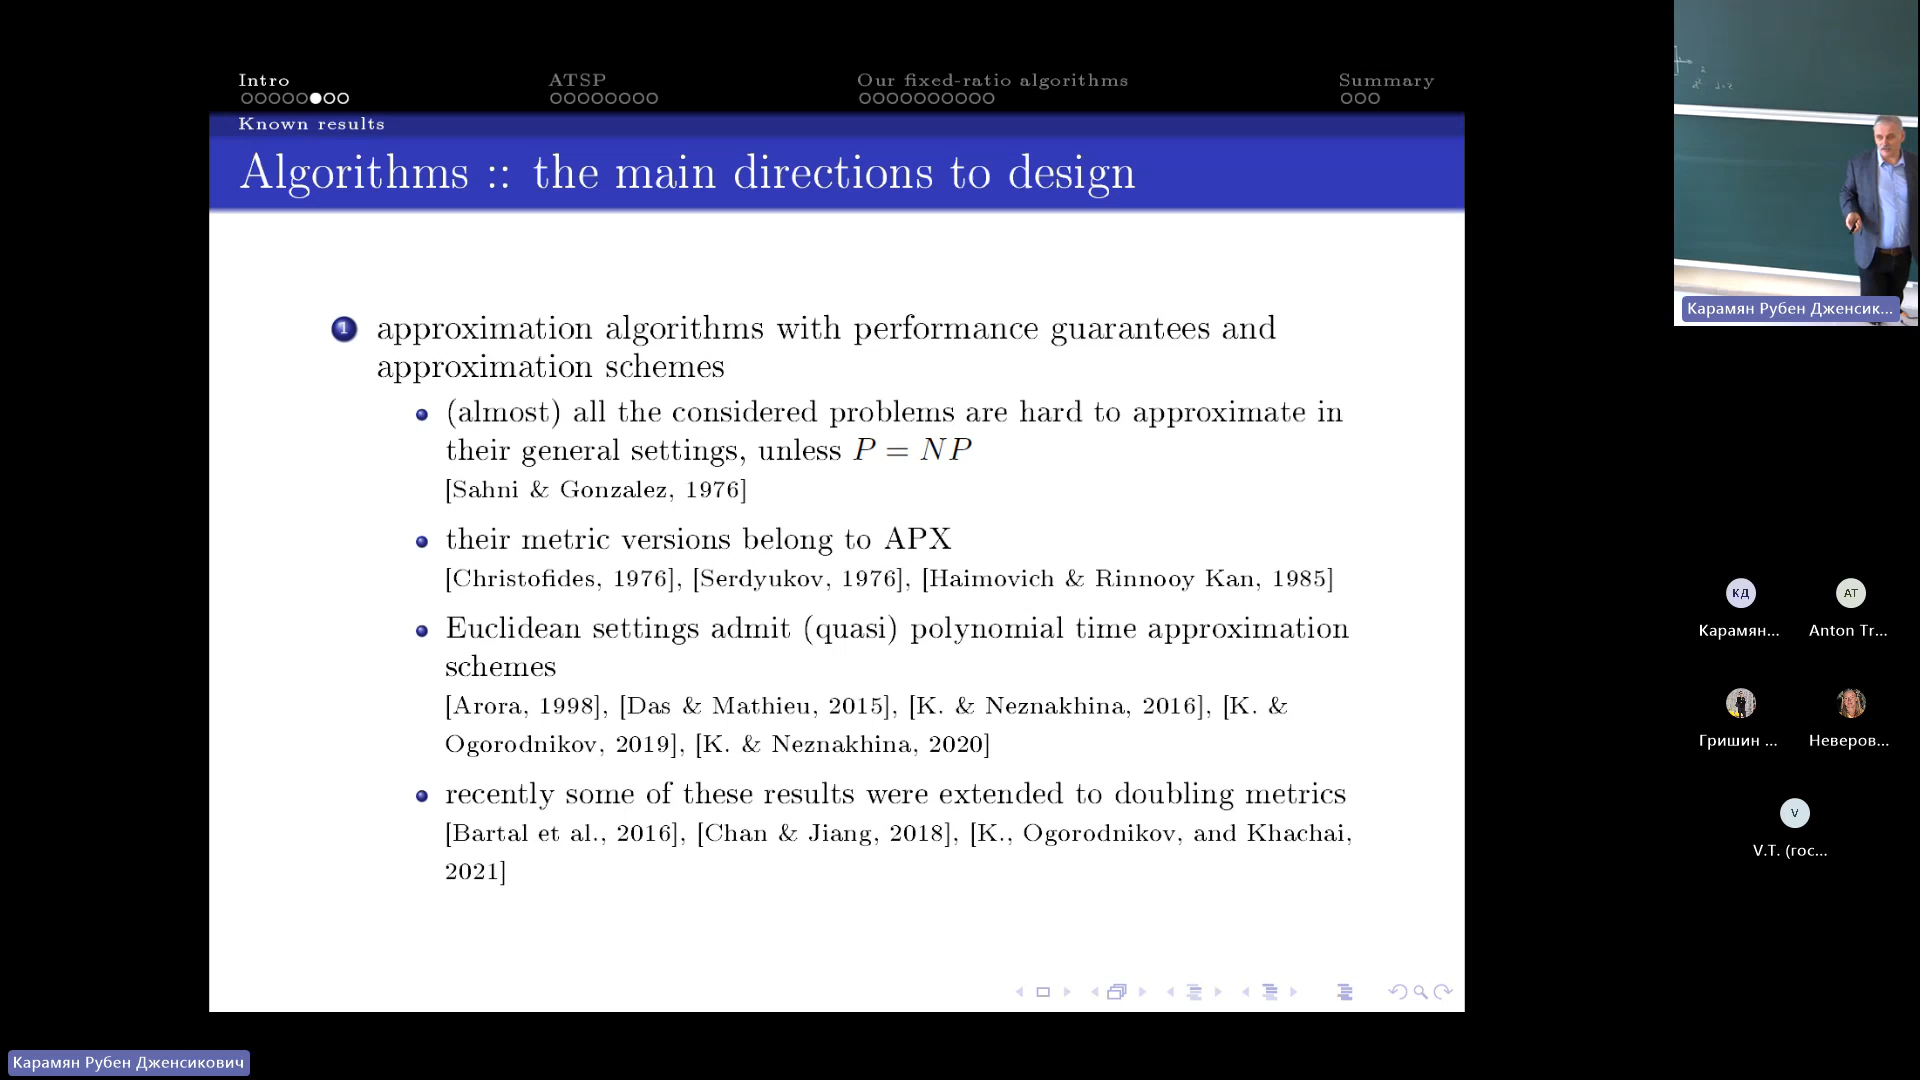 Intro
ATSP
Our fixed-ratio algorithms
Summary
Known results
Algorithms :: the main directions to design
1 approximation algorithms with performance guarantees and
approximation schemes
(almost) all the considered problems are hard to approximate in
their general settings, unless P = NP
[Sahni & Gonzalez, 1976]
their metric versions belong to APX
[Christofides, 1976], [Serdyukov, 1976], [Haimovich & Rinnooy Kan, 1985]
Euclidean settings admit (quasi) polynomial time approximation
schemes
[Arora, 1998], [Das & Mathieu, 2015], [K. & Neznakhina, 2016], [K. &
Ogorodnikov, 2019], [K. & Neznakhina, 2020]
recently some of these results were extended to doubling metrics
[Bartal et al., 2016], [Chan & Jiang, 2018], [K., Ogorodnikov, and Khachai,
2021]
Карамян Рубен Дженсик...
КД
AT
Карамян...
Anton Tr...
Гришин ...
Неверов...
V
V.T. (гос...
Карамян Рубен Дженсикович